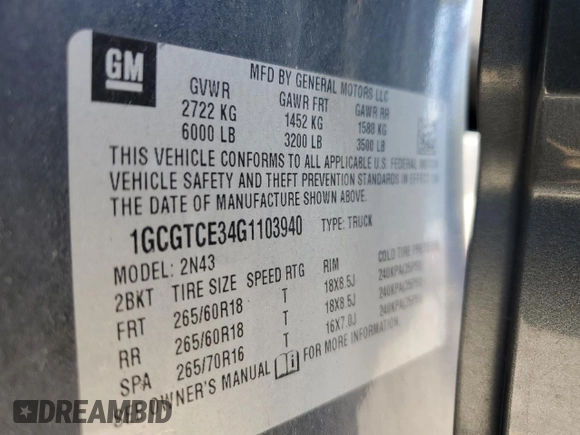 GM
MFD BY GENERAL MOTORS LLC
GVWR GAWR FRT GAWR RR
2722 KG 1452 KG 1588 KG
6000 LB 3200 LB 3500 LB
THIS VEHICLE CONFORMS TO ALL APPLICABLE U.S. FEDERAL MOTOR
VEHICLE SAFETY AND THEFT PREVENTION STANDARDS IN EFFECT ON
THE DATE OF MANUFACTURE SHOWN ABOVE.
1GCGTCE34G1103940 TYPE: TRUCK
MODEL: 2N43
2BKT TIRE SIZE SPEED RTG RIM COLD TIRE PRESSURE
FRT 265/60R18 T 18X8.5J
RR 265/60R18 T 18X8.5J
SPA 265/70R16 T 16X7.0J
SEE OWNER'S MANUAL FOR MORE INFORMATION
DREAMBID